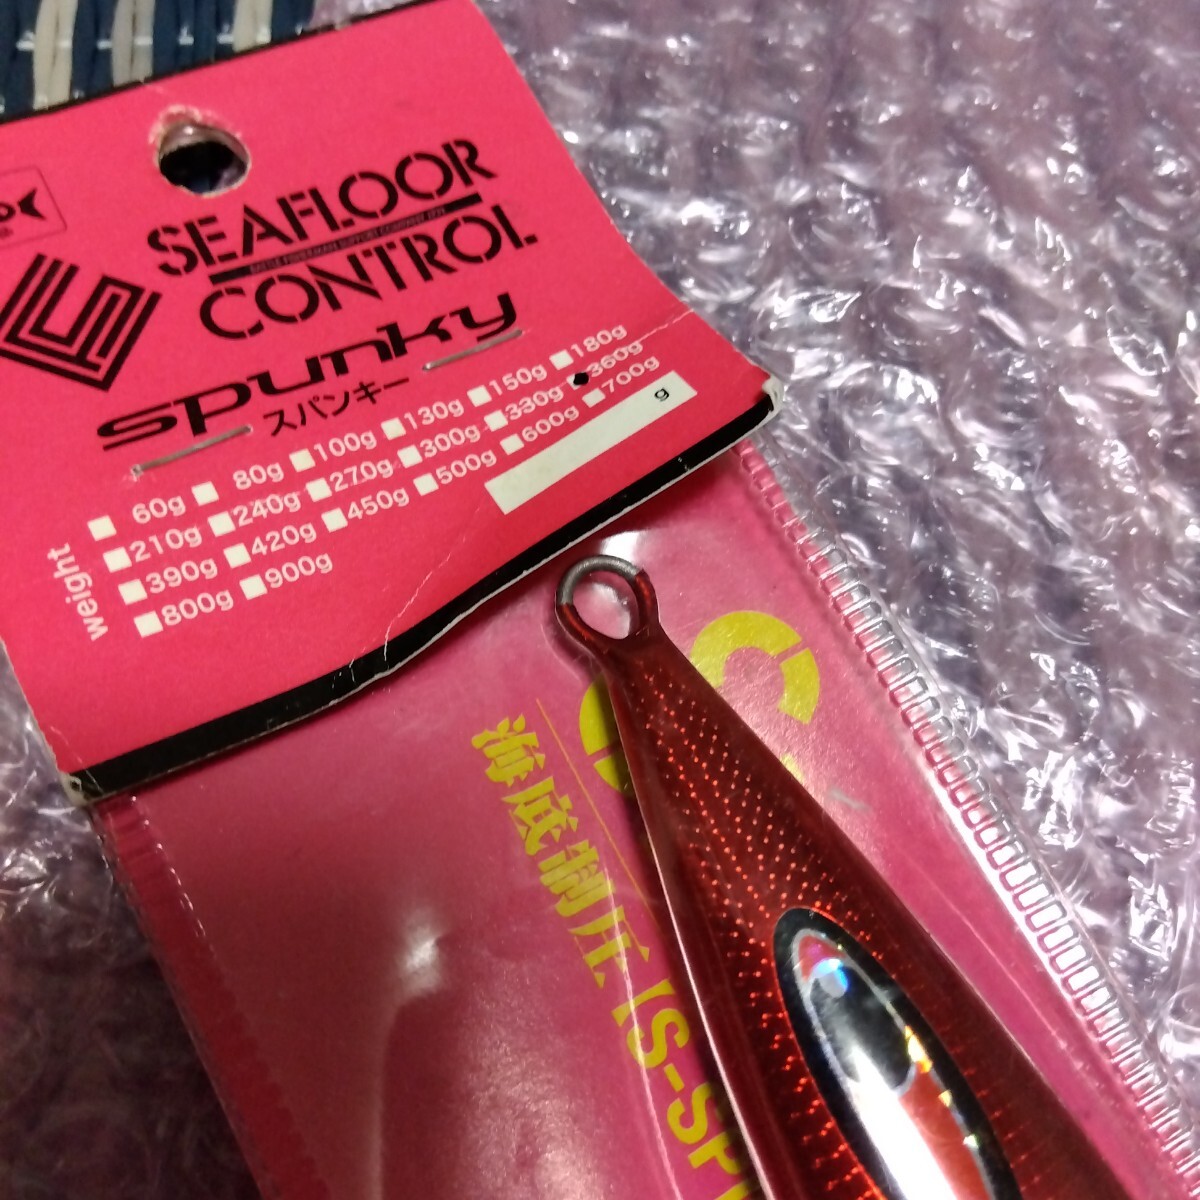 SEAFLOOR
CONTROL
spunky
スパンキー
weight
60g 80g 100g 130g 150g 180g
210g 240g 270g 300g 330g 360g
390g 420g 450g 500g 600g 700g
800g 900g g
海底制圧